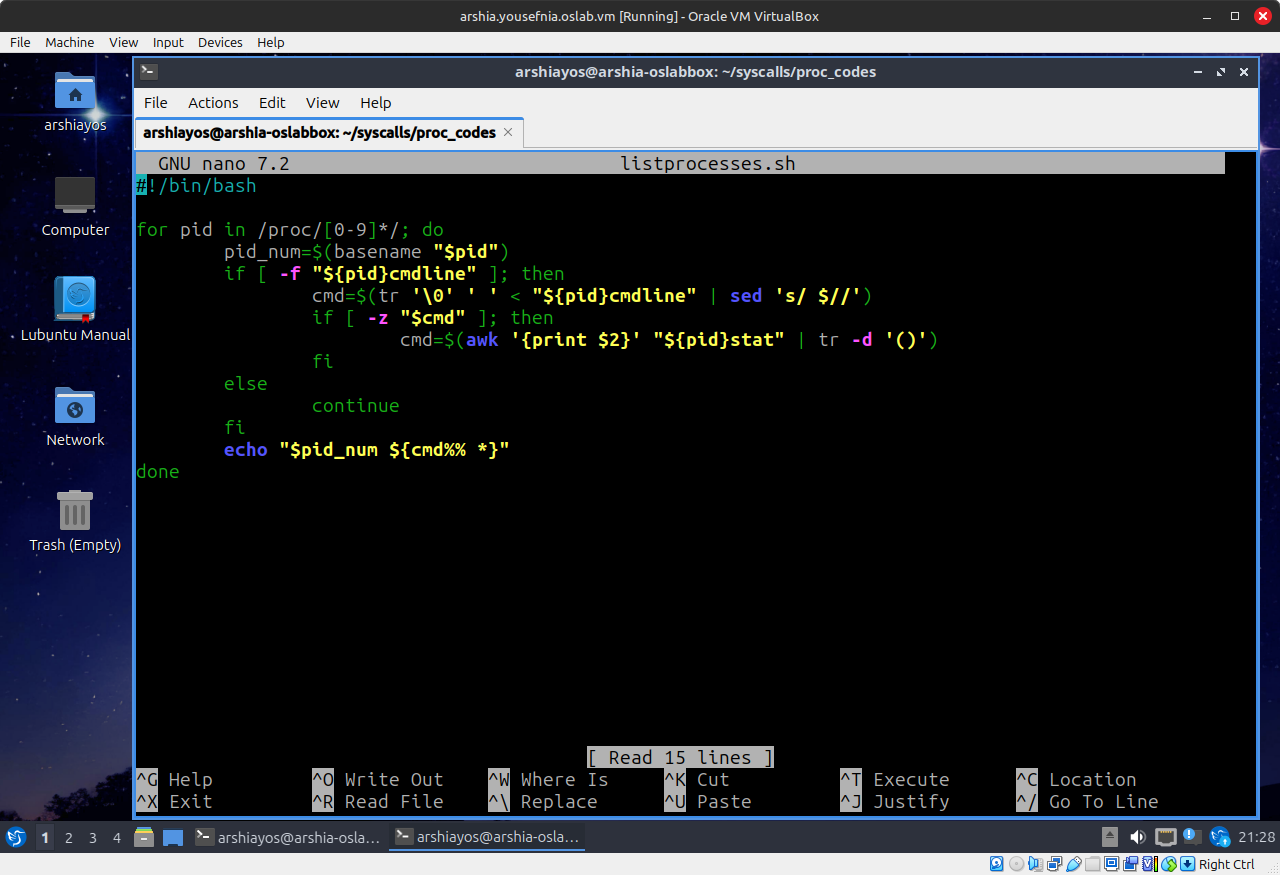 arshia.yousefnia.oslab.vm [Running] - Oracle VM VirtualBox
File Machine View Input Devices Help
arshiayos
Computer
Lubuntu Manual
Network
Trash (Empty)
arshiayos@arshia-oslabbox: ~/syscalls/proc_codes
File Actions Edit View Help
arshiayos@arshia-oslabbox: ~/syscalls/proc_codes
GNU nano 7.2 listprocesses.sh
#!/bin/bash
for pid in /proc/[0-9]*/; do
pid_num=$(basename "$pid")
if [ -f "${pid}cmdline" ]; then
cmd=$(tr '\0' ' ' < "${pid}cmdline" | sed 's/ $//')
if [ -z "$cmd" ]; then
cmd=$(awk '{print $2}' "${pid}stat" | tr -d '()')
fi
else
continue
fi
echo "$pid_num ${cmd%% *}"
done
[ Read 15 lines ]
^G Help ^O Write Out ^W Where Is ^K Cut ^T Execute ^C Location
^X Exit ^R Read File ^\ Replace ^U Paste ^J Justify ^/ Go To Line
1 2 3 4 arshiayos@arshia-osla... arshiayos@arshia-osla... 21:28
Right Ctrl